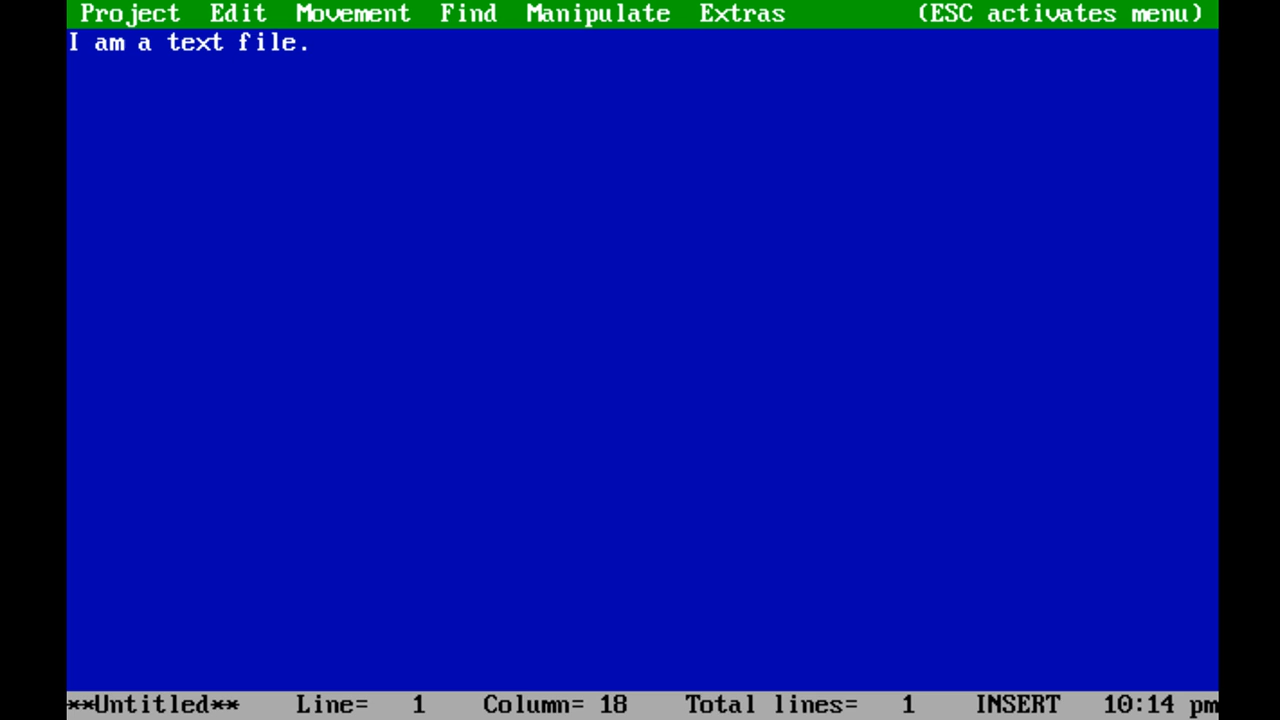 Project Edit Movement Find Manipulate Extras (ESC activates menu)
I am a text file.
**Untitled** Line= 1 Column= 18 Total lines= 1 INSERT 10:14 pm